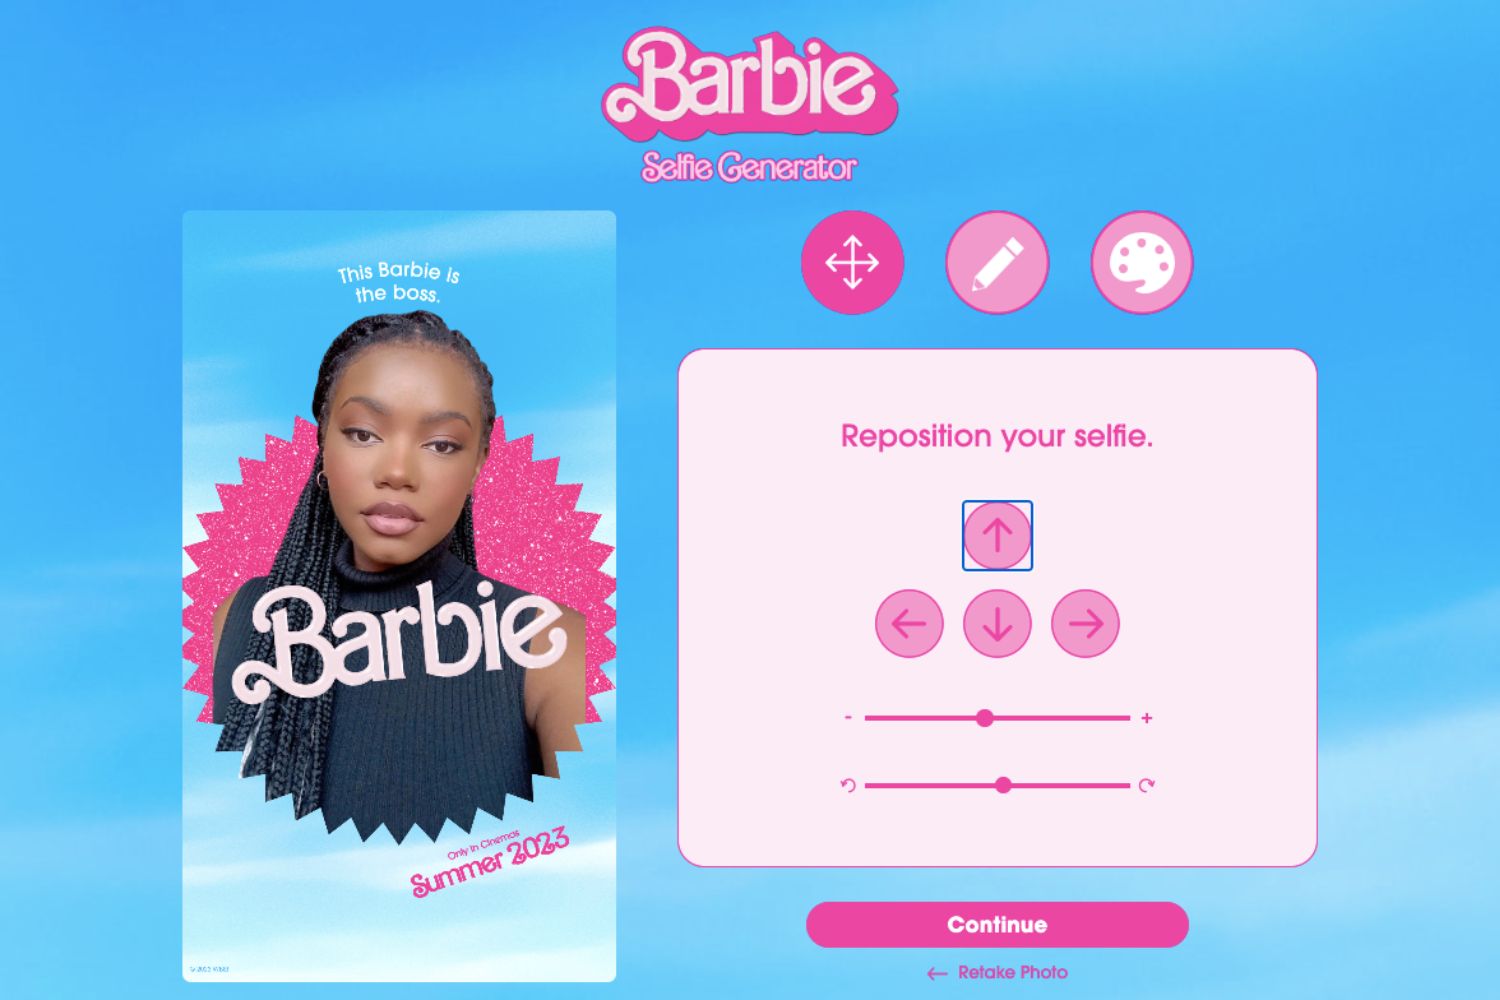 Barbie
Selfie Generator
This Barbie is
the boss.
Barbie
Only in Cinemas
Summer 2023
Reposition your selfie.
-
+
Continue
← Retake Photo